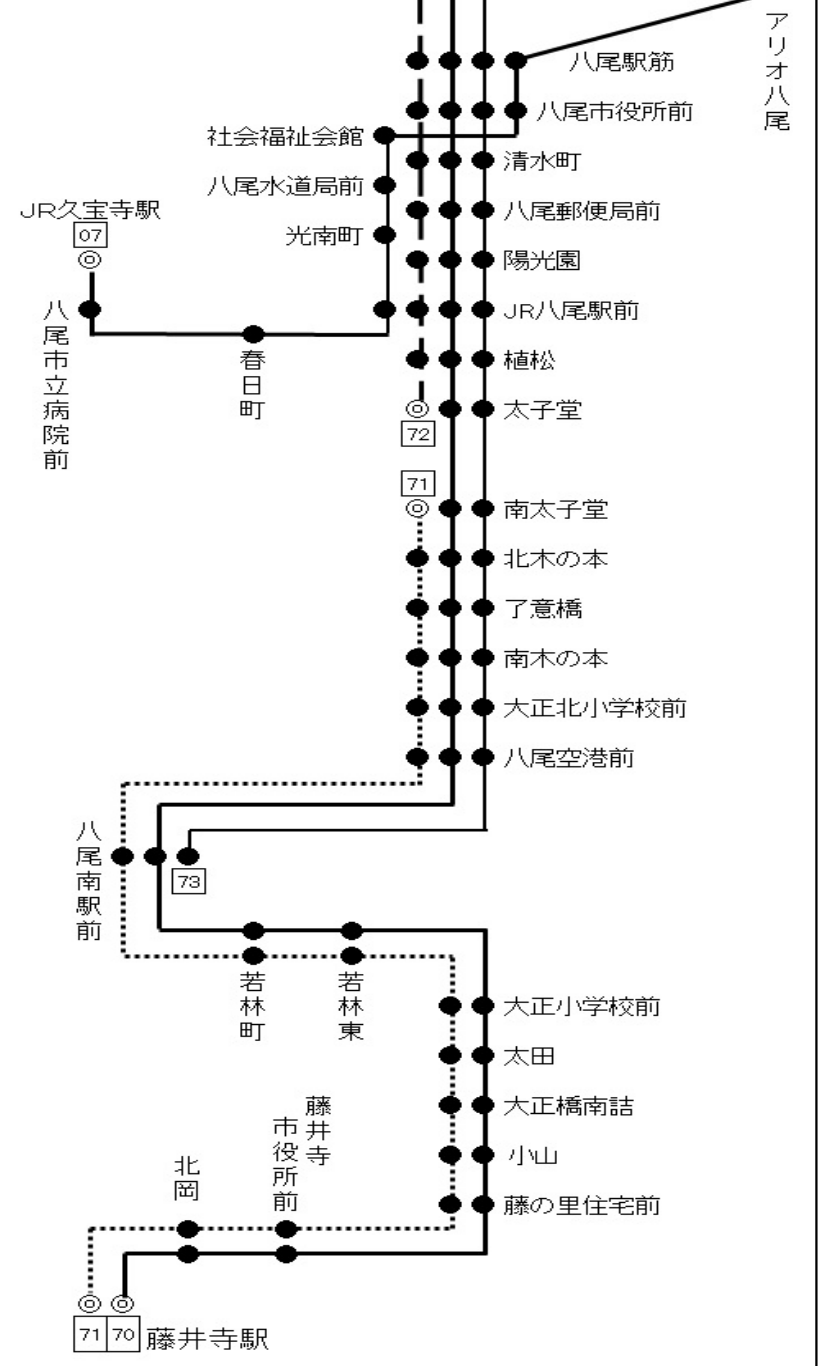 アリオ八尾
八尾駅筋
八尾市役所前
社会福祉会館
清水町
八尾水道局前
JR久宝寺駅
八尾郵便局前
07
光南町
陽光園
八尾市立病院前
JR八尾駅前
春日町
植松
太子堂
72
71
南太子堂
北木の本
了意橋
南木の本
大正北小学校前
八尾空港前
八尾南駅前
73
若林町
若林東
大正小学校前
太田
大正橋南詰
藤井寺
市役所前
北岡
小山
藤の里住宅前
71 70 藤井寺駅